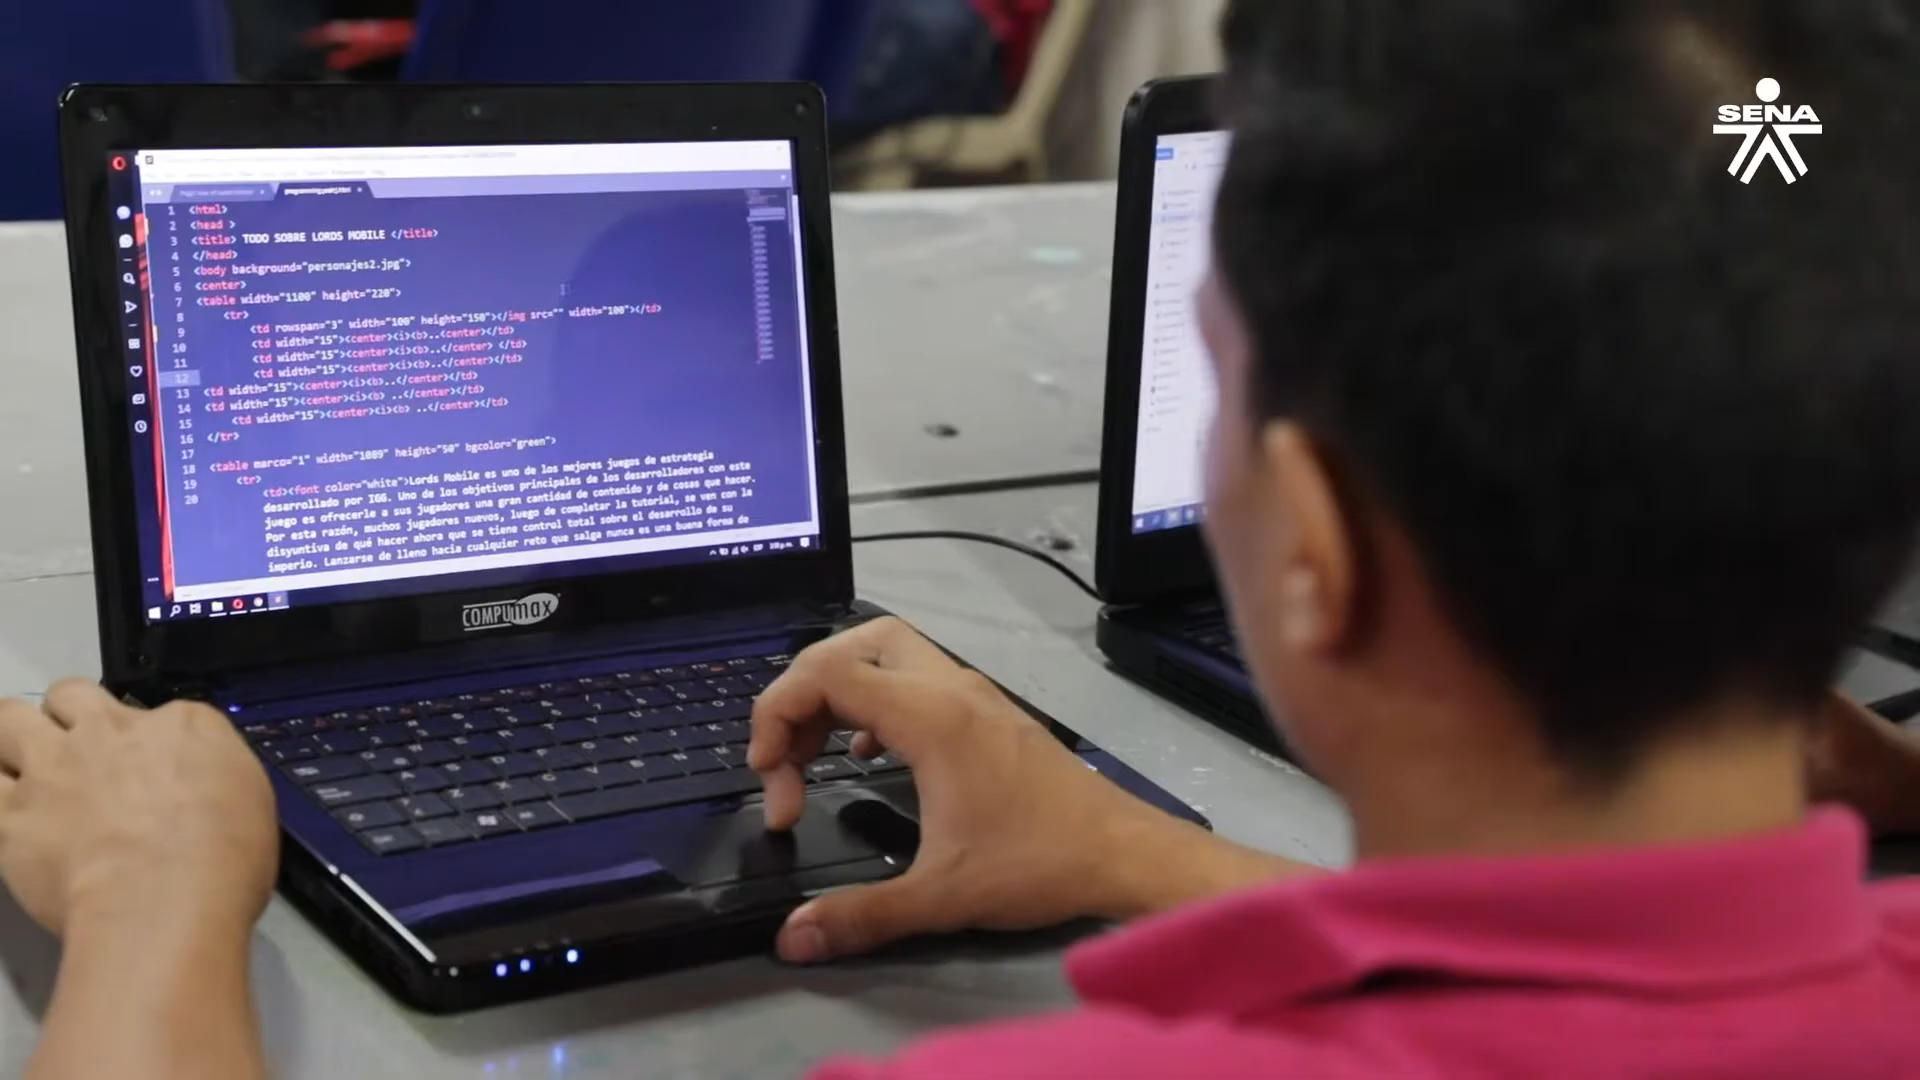 SENA
programming.html
1 <html>
2 <head >
3 <title> TODO SOBRE LORDS MOBILE </title>
4 </head>
5 <body background="personajes2.jpg">
6 <center>
7 <table width="1100" height="220">
8 <tr>
9 <td rowspan="3" width="100" height="150"></img src="" width="100"></td>
10 <td width="15"><center><i><b>..<center></td>
11 <td width="15"><center><i><b>..</center> </td>
12 <td width="15"><center><i><b>..</center></td>
13 <td width="15"><center><i><b>..</center></td>
14 <td width="15"><center><i><b> ..</center></td>
15 <td width="15"><center><i><b> ..</center></td>
16 </tr>
17
18 <table marco="1" width="1089" height="50" bgcolor="green">
19 <tr>
20 <td><font color="white">Lords Mobile es uno de los mejores juegos de estrategia
desarrollado por IGG. Uno de los objetivos principales de los desarrolladores con este
juego es ofrecerle a sus jugadores una gran cantidad de contenido y de cosas que hacer.
Por esta razón, muchos jugadores nuevos, luego de completar la tutorial, se ven con la
disyuntiva de qué hacer ahora que se tiene control total sobre el desarrollo de su
imperio. Lanzarse de lleno hacia cualquier reto que salga nunca es una buena forma de
COMPUmax